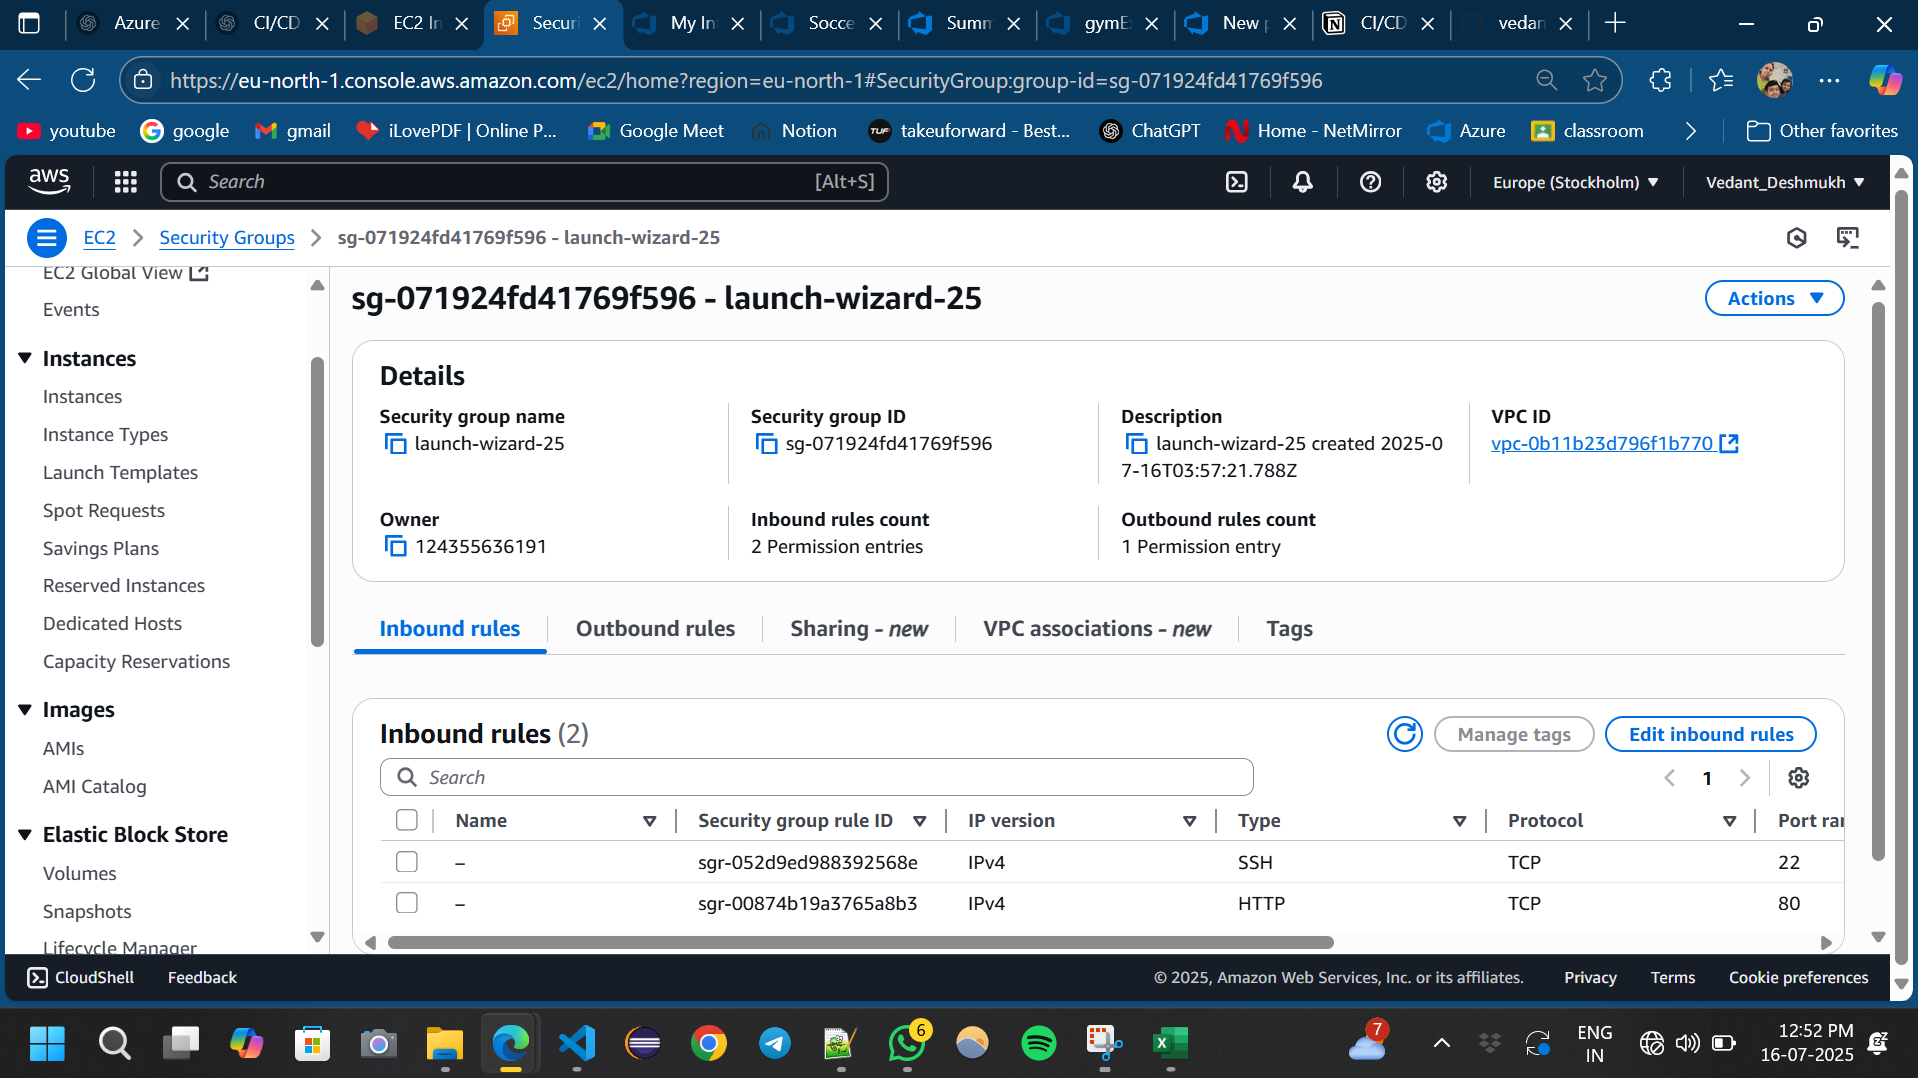 Azure
CI/CD
EC2 In
Securi
My Int
Socce
Summ
gymE
New p
CI/CD
vedan
https://eu-north-1.console.aws.amazon.com/ec2/home?region=eu-north-1#SecurityGroup:group-id=sg-071924fd41769f596
youtube
google
gmail
iLovePDF | Online P...
Google Meet
Notion
TUF
takeuforward - Best...
ChatGPT
Home - NetMirror
Azure
classroom
Other favorites
aws
Search
[Alt+S]
Europe (Stockholm)
Vedant_Deshmukh
EC2
Security Groups
sg-071924fd41769f596 - launch-wizard-25
EC2 Global View
Events
Instances
Instances
Instance Types
Launch Templates
Spot Requests
Savings Plans
Reserved Instances
Dedicated Hosts
Capacity Reservations
Images
AMIs
AMI Catalog
Elastic Block Store
Volumes
Snapshots
Lifecycle Manager
sg-071924fd41769f596 - launch-wizard-25
Actions
Details
Security group name
launch-wizard-25
Security group ID
sg-071924fd41769f596
Description
launch-wizard-25 created 2025-0
7-16T03:57:21.788Z
VPC ID
vpc-0b11b23d796f1b770
Owner
124355636191
Inbound rules count
2 Permission entries
Outbound rules count
1 Permission entry
Inbound rules
Outbound rules
Sharing - new
VPC associations - new
Tags
Inbound rules (2)
Manage tags
Edit inbound rules
Search
1
Name
Security group rule ID
IP version
Type
Protocol
Port ran
– sgr-052d9ed988392568e IPv4 SSH TCP 22
– sgr-00874b19a3765a8b3 IPv4 HTTP TCP 80
CloudShell
Feedback
© 2025, Amazon Web Services, Inc. or its affiliates.
Privacy
Terms
Cookie preferences
6
7
ENG
IN
12:52 PM
16-07-2025